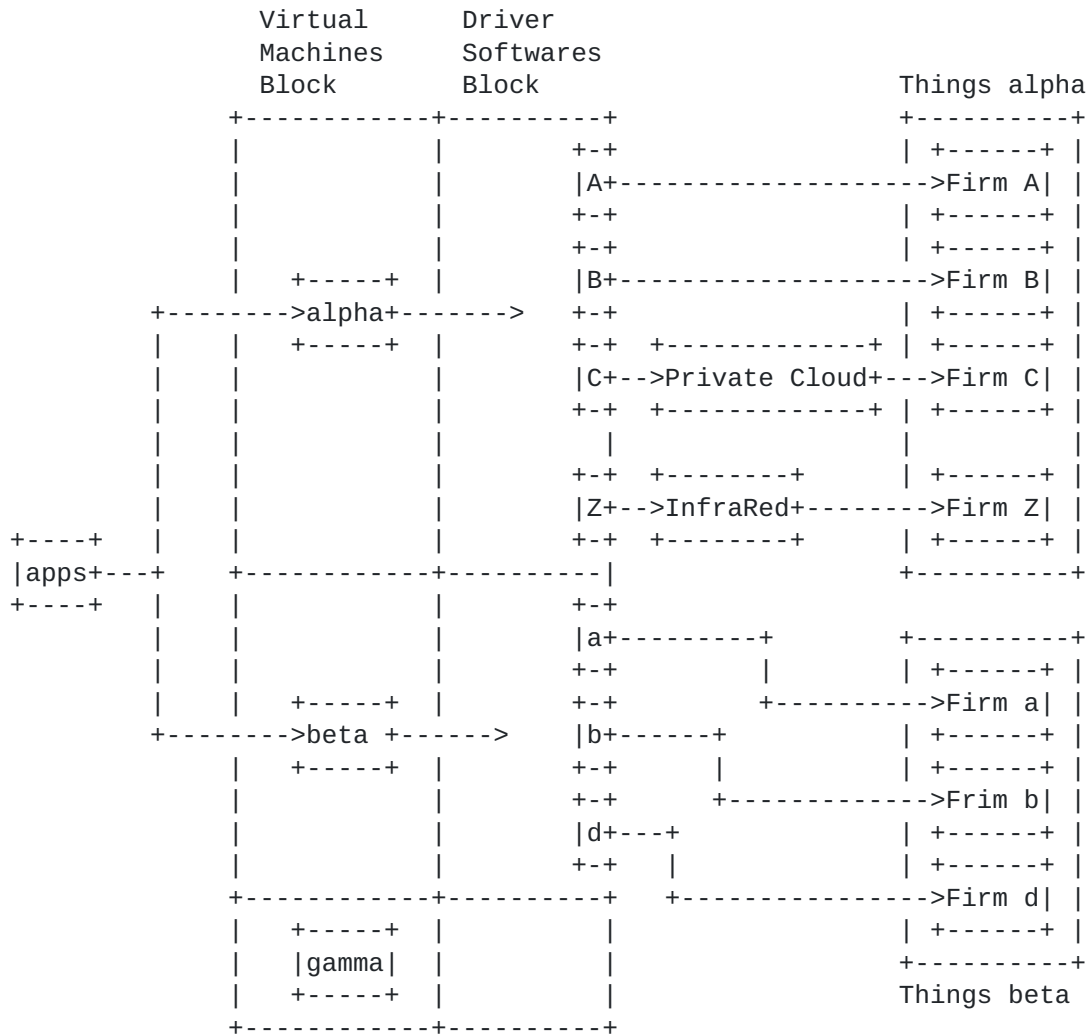 Virtual Driver
Machines Softwares
Block Block Things alpha
A Firm A
B Firm B
alpha
C Private Cloud Firm C
Z InfraRed Firm Z
apps
a
beta Firm a
b
Frim b
d
Firm d
gamma
Things beta